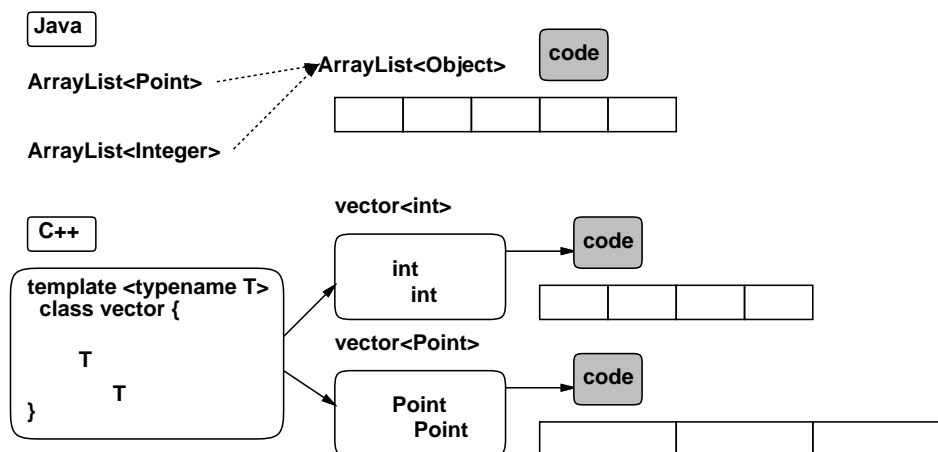 Java
ArrayList<Point>
ArrayList<Object>
code
ArrayList<Integer>
C++
template <typename T>
class vector {
T
T
}
vector<int>
int
int
code
vector<Point>
Point
Point
code